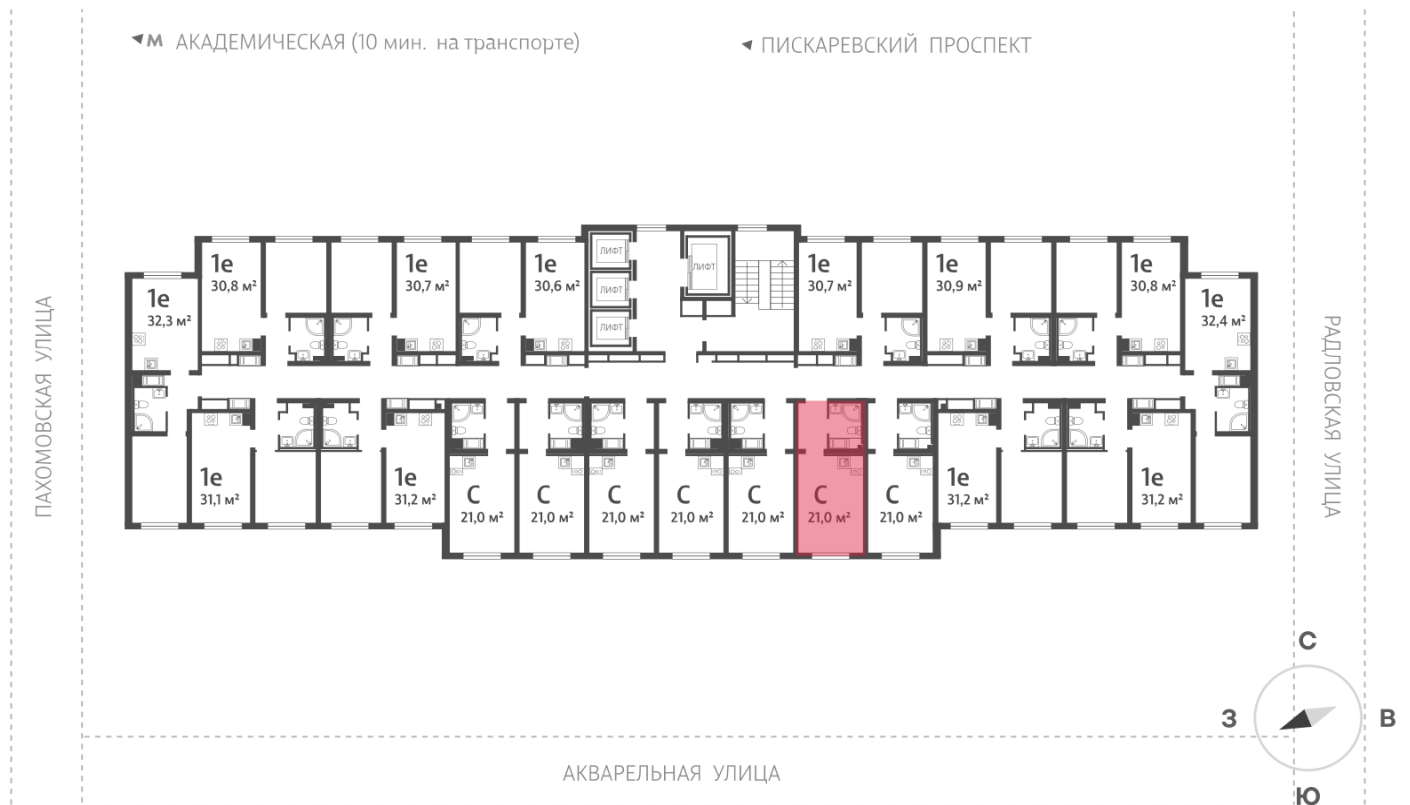 М АКАДЕМИЧЕСКАЯ (10 мин. на транспорте)
ПИСКАРЕВСКИЙ ПРОСПЕКТ
ПАХОМОВСКАЯ УЛИЦА
РАДЛОВСКАЯ УЛИЦА
1е
32,3 м²
1е
30,8 м²
1е
30,7 м²
1е
30,6 м²
ЛИФТ
ЛИФТ
ЛИФТ
ЛИФТ
1е
30,7 м²
1е
30,9 м²
1е
30,8 м²
1е
32,4 м²
1е
31,1 м²
1е
31,2 м²
С
21,0 м²
С
21,0 м²
С
21,0 м²
С
21,0 м²
С
21,0 м²
С
21,0 м²
С
21,0 м²
1е
31,2 м²
1е
31,2 м²
С
З
В
Ю
АКВАРЕЛЬНАЯ УЛИЦА